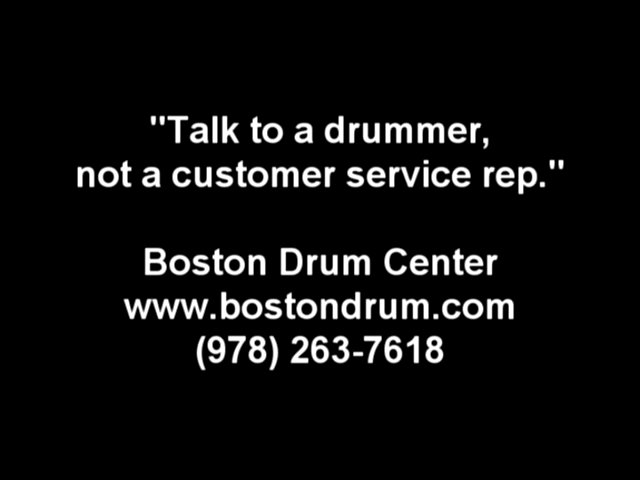 "Talk to a drummer,
not a customer service rep."
Boston Drum Center
www.bostondrum.com
(978) 263-7618